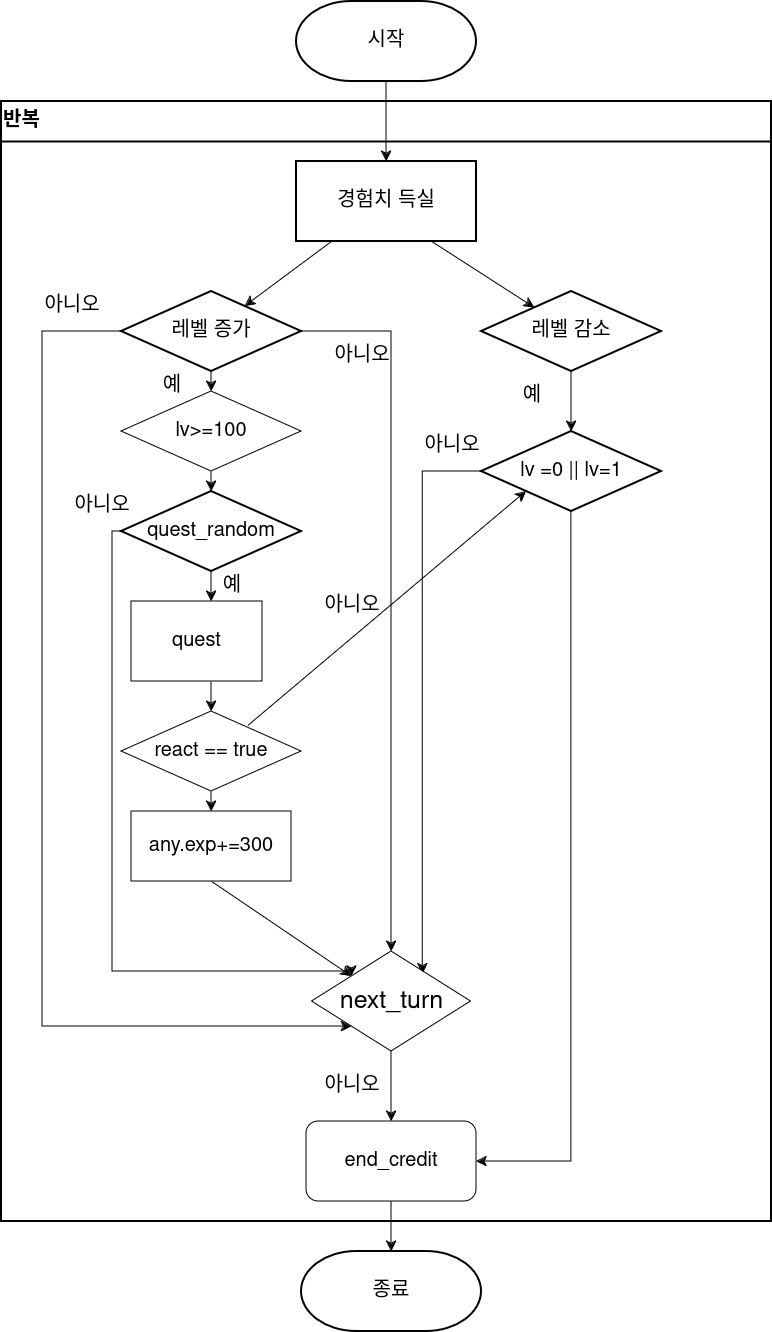 시작
반복
경험치 득실
아니오
레벨 증가
레벨 감소
아니오
예
예
lv>=100
아니오
lv =0 || lv=1
아니오
quest_random
예
아니오
quest
react == true
any.exp+=300
next_turn
아니오
end_credit
종료